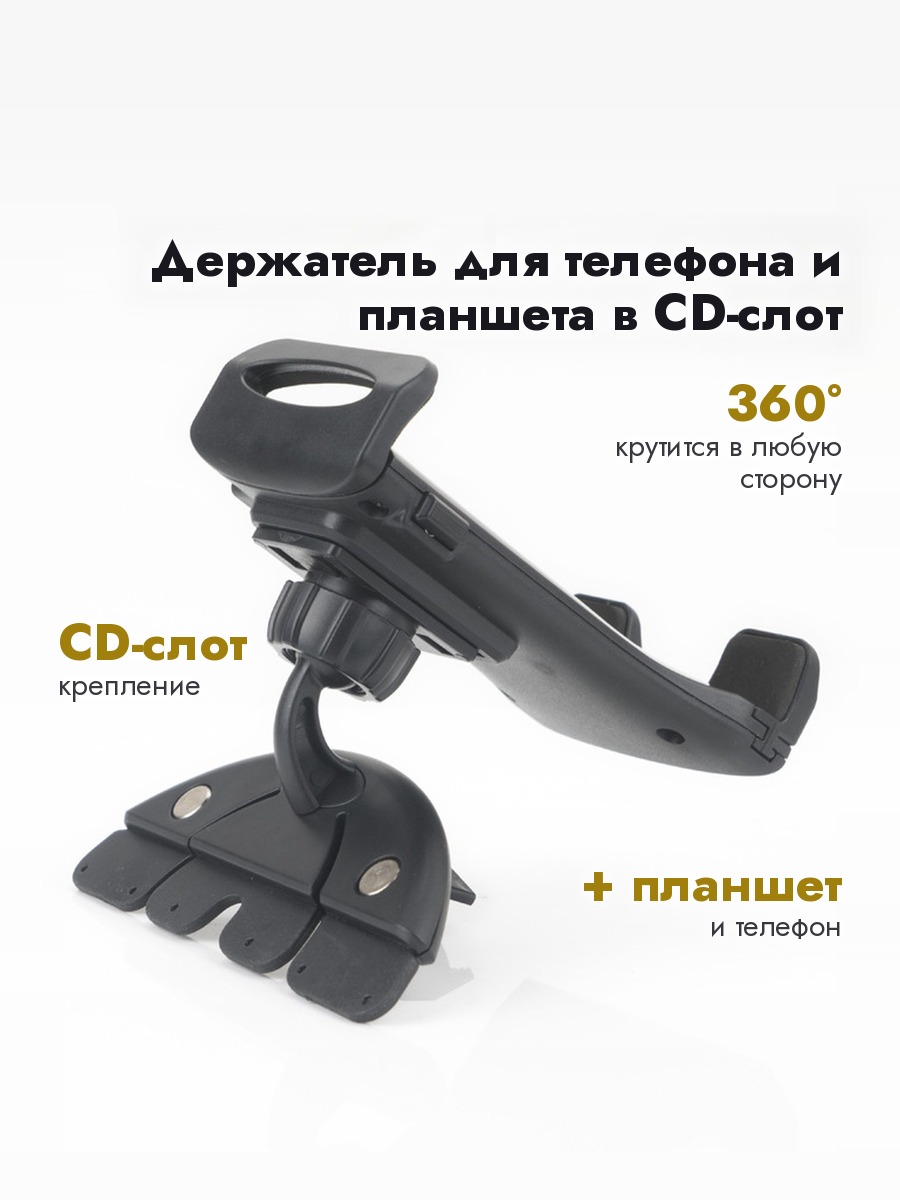 Держатель для телефона и
планшета в CD-слот
360°
крутится в любую
сторону
CD-слот
крепление
+ планшет
и телефон